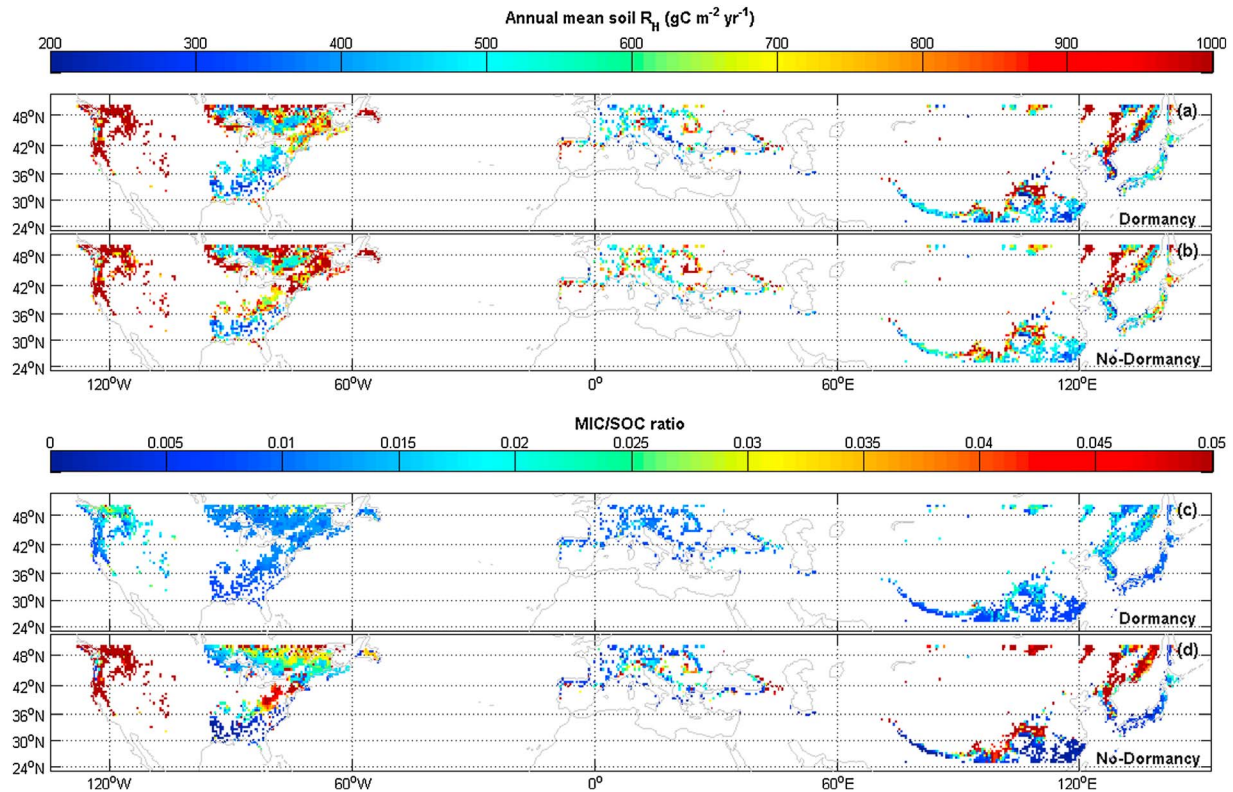 Annual mean soil R_H (gC m⁻² yr⁻¹)
200 300 400 500 600 700 800 900 1000
48°N (a)
42°N
36°N
30°N
24°N Dormancy
48°N (b)
42°N
36°N
30°N
24°N No-Dormancy
120°W 60°W 0° 60°E 120°E
MIC/SOC ratio
0 0.005 0.01 0.015 0.02 0.025 0.03 0.035 0.04 0.045 0.05
48°N (c)
42°N
36°N
30°N
24°N Dormancy
48°N (d)
42°N
36°N
30°N
24°N No-Dormancy
120°W 60°W 0° 60°E 120°E